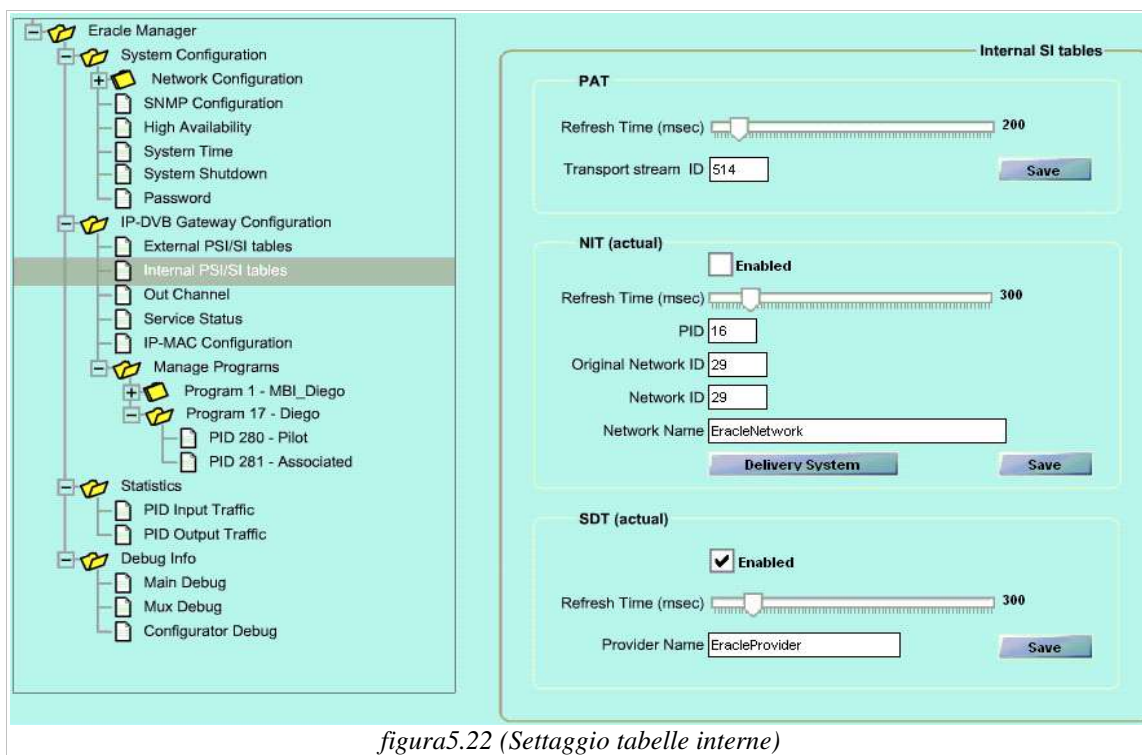 Eracle Manager
System Configuration
Network Configuration
SNMP Configuration
High Availability
System Time
System Shutdown
Password
IP-DVB Gateway Configuration
External PSI/SI tables
Internal PSI/SI tables
Out Channel
Service Status
IP-MAC Configuration
Manage Programs
Program 1 - MBI_Diego
Program 17 - Diego
PID 280 - Pilot
PID 281 - Associated
Statistics
PID Input Traffic
PID Output Traffic
Debug Info
Main Debug
Mux Debug
Configurator Debug
Internal SI tables
PAT
Refresh Time (msec) 200
Transport stream ID 514 Save
NIT (actual)
Enabled
Refresh Time (msec) 300
PID 16
Original Network ID 29
Network ID 29
Network Name EracleNetwork
Delivery System Save
SDT (actual)
Enabled
Refresh Time (msec) 300
Provider Name EracleProvider Save
figura5.22 (Settaggio tabelle interne)